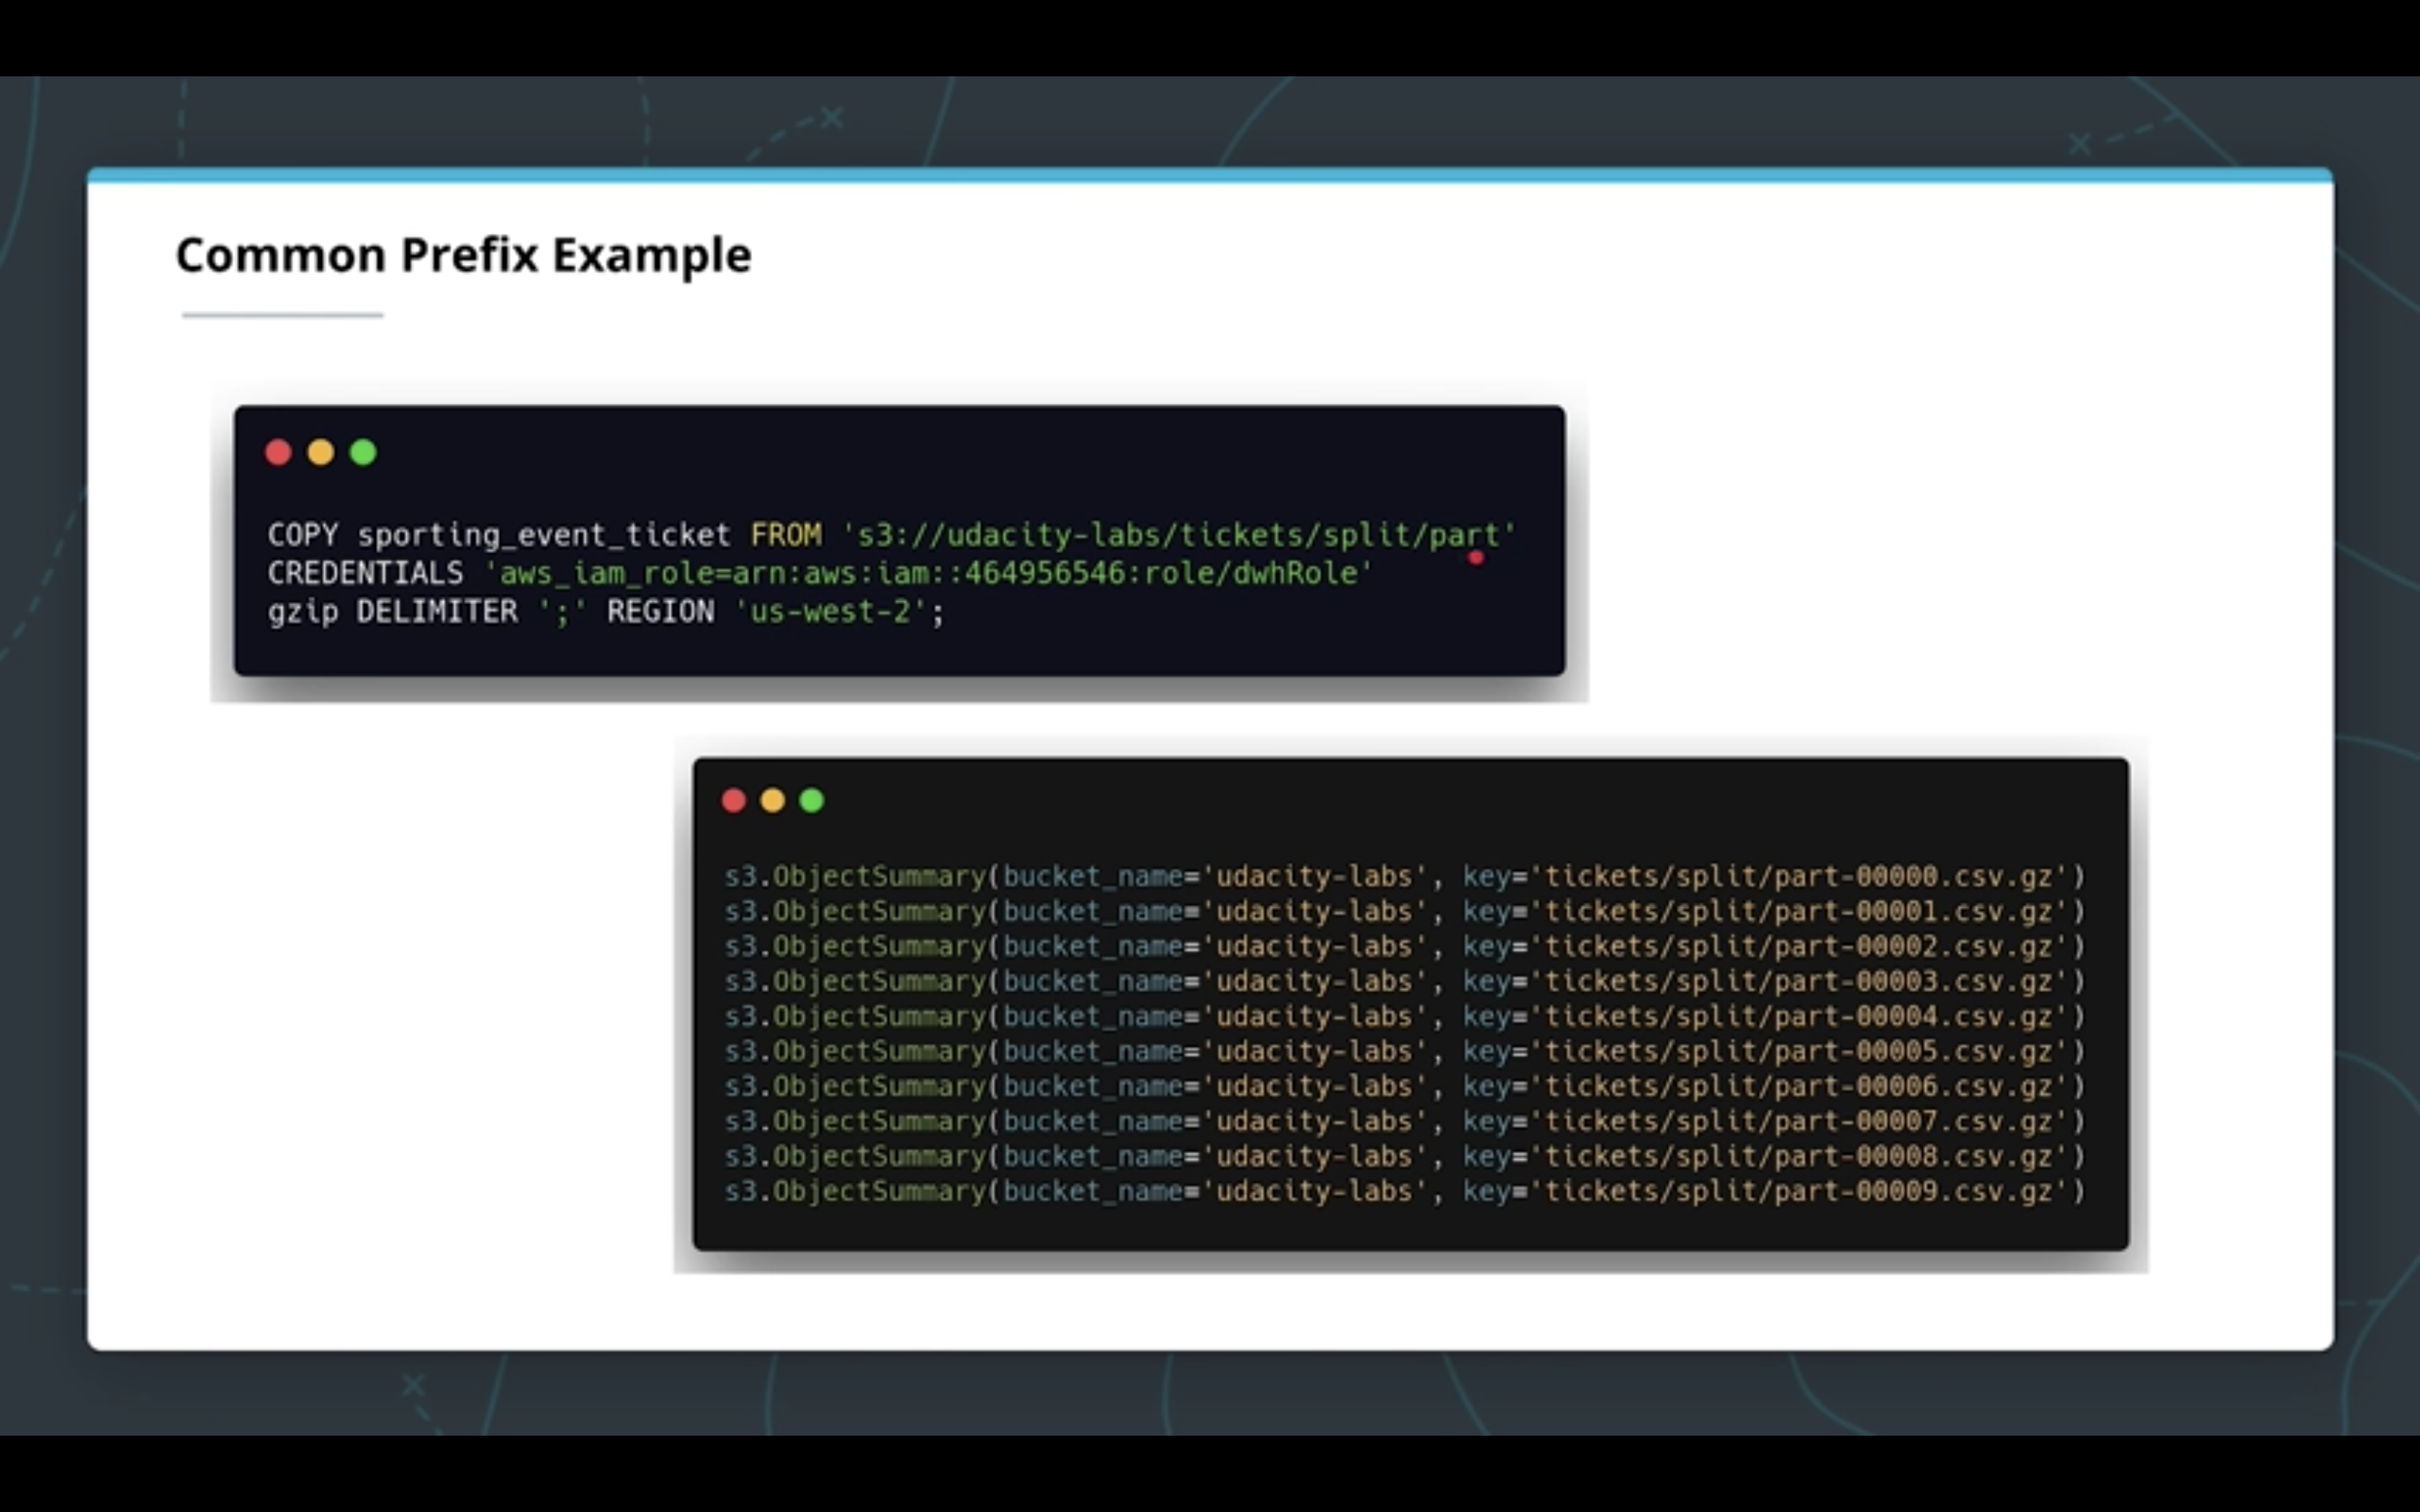 Common Prefix Example
COPY sporting_event_ticket FROM 's3://udacity-labs/tickets/split/part'
CREDENTIALS 'aws_iam_role=arn:aws:iam::464956546:role/dwhRole'
gzip DELIMITER ';' REGION 'us-west-2';
s3.ObjectSummary(bucket_name='udacity-labs', key='tickets/split/part-00000.csv.gz')
s3.ObjectSummary(bucket_name='udacity-labs', key='tickets/split/part-00001.csv.gz')
s3.ObjectSummary(bucket_name='udacity-labs', key='tickets/split/part-00002.csv.gz')
s3.ObjectSummary(bucket_name='udacity-labs', key='tickets/split/part-00003.csv.gz')
s3.ObjectSummary(bucket_name='udacity-labs', key='tickets/split/part-00004.csv.gz')
s3.ObjectSummary(bucket_name='udacity-labs', key='tickets/split/part-00005.csv.gz')
s3.ObjectSummary(bucket_name='udacity-labs', key='tickets/split/part-00006.csv.gz')
s3.ObjectSummary(bucket_name='udacity-labs', key='tickets/split/part-00007.csv.gz')
s3.ObjectSummary(bucket_name='udacity-labs', key='tickets/split/part-00008.csv.gz')
s3.ObjectSummary(bucket_name='udacity-labs', key='tickets/split/part-00009.csv.gz')